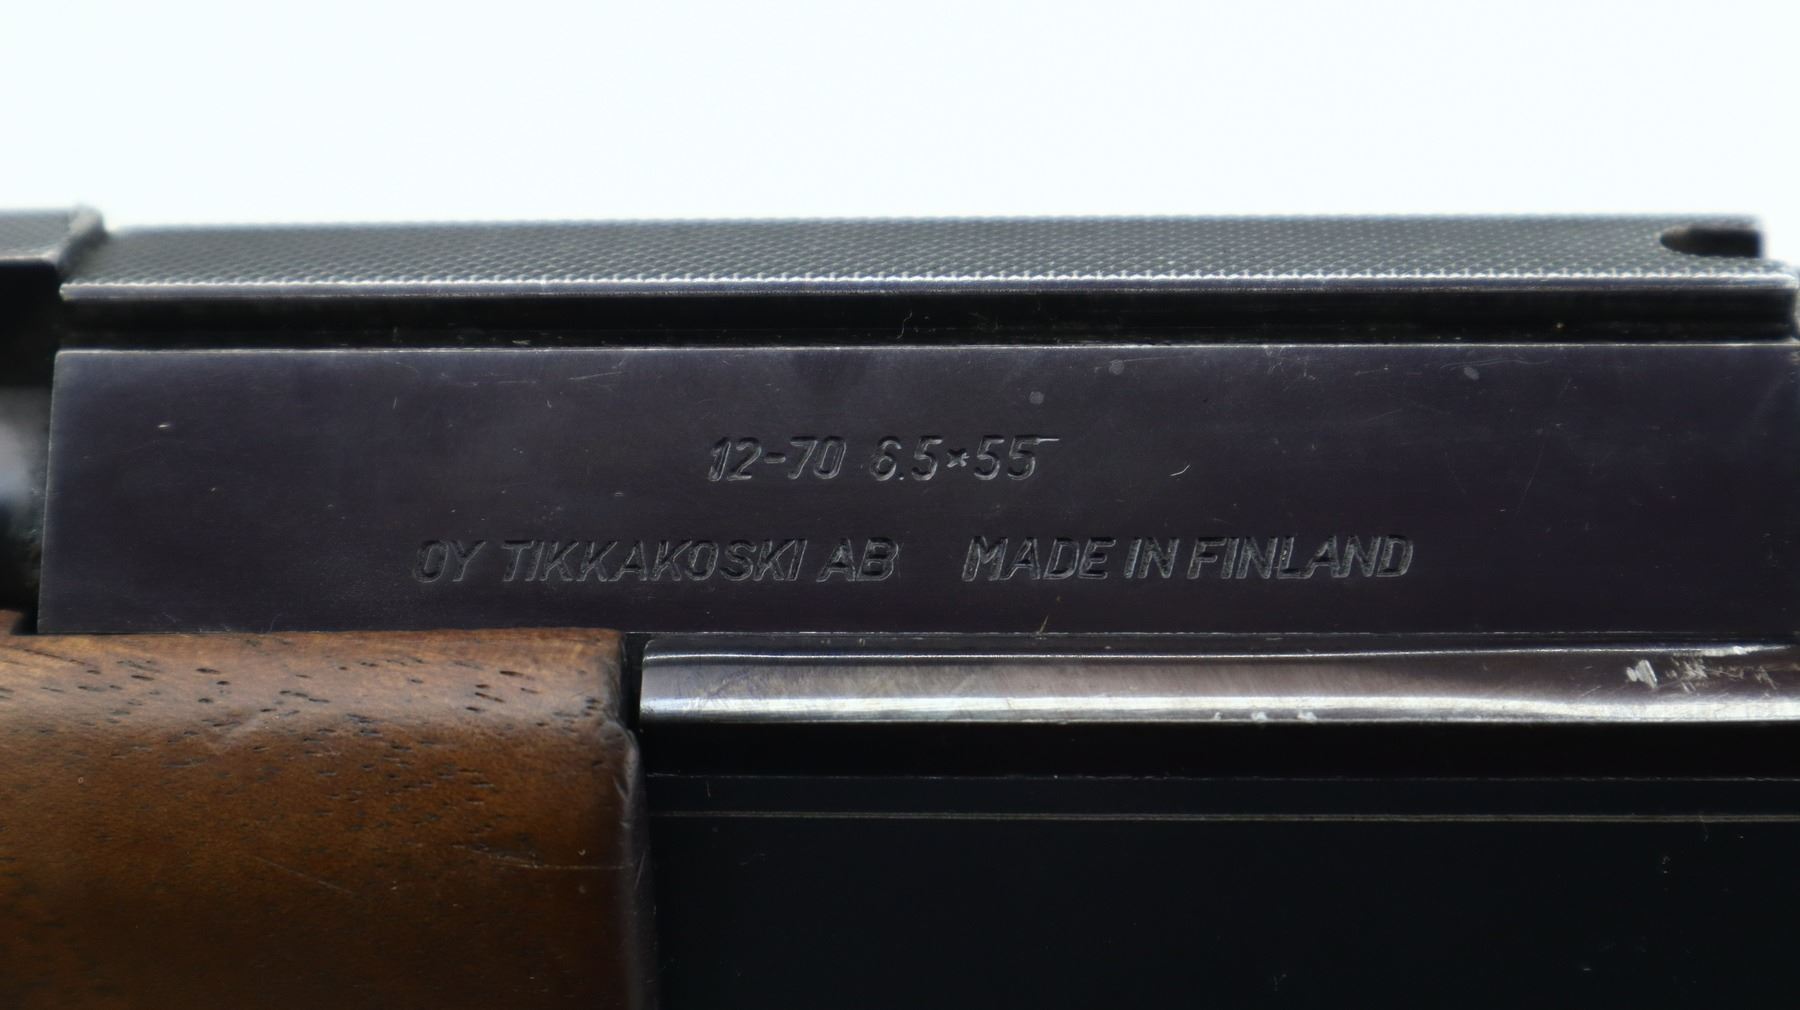 12-70 6.5×55
OY TIKKAKOSKI AB MADE IN FINLAND